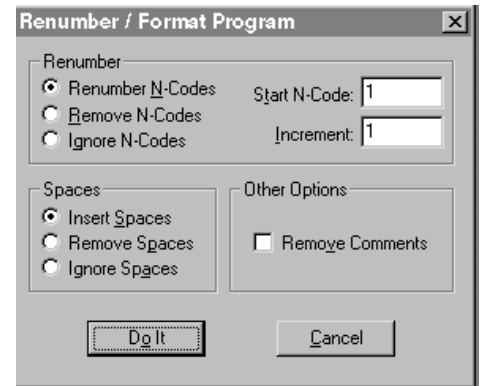 Renumber / Format Program
Renumber
Renumber N-Codes
Remove N-Codes
Ignore N-Codes
Start N-Code: 1
Increment: 1
Spaces
Insert Spaces
Remove Spaces
Ignore Spaces
Other Options
Remove Comments
Do It
Cancel